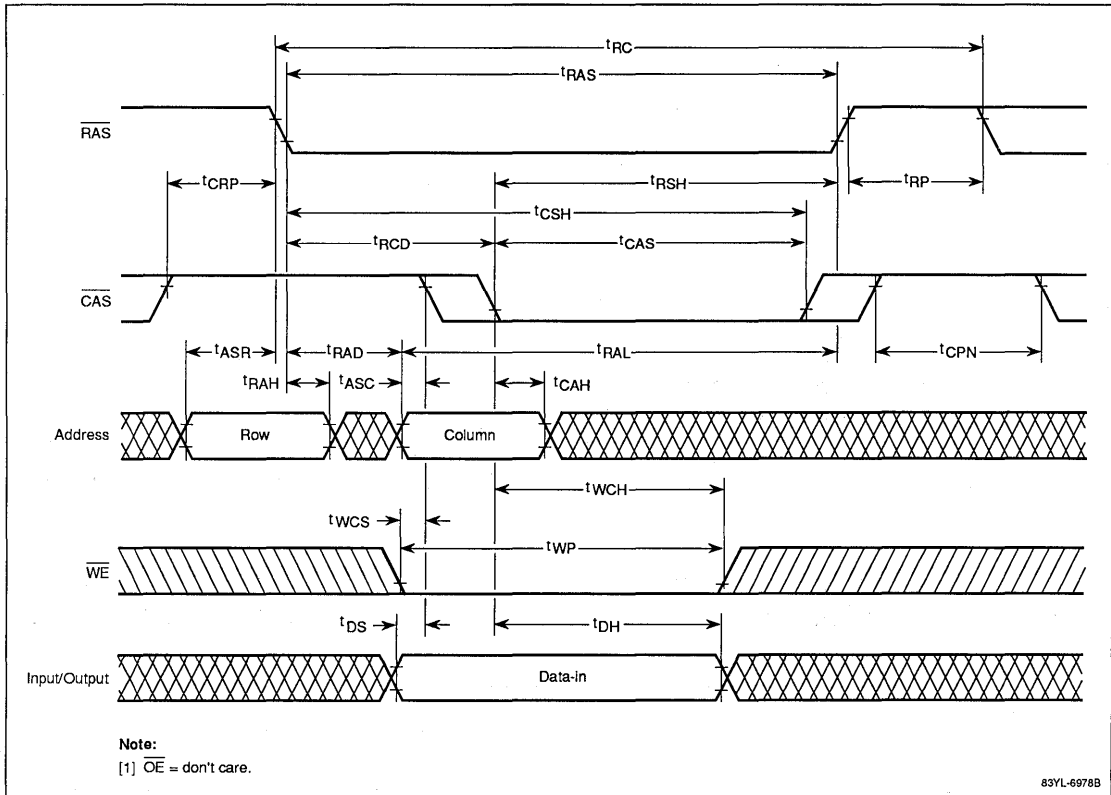 tRC
tRAS
RAS
tCRP
tRSH
tRP
tCSH
tRCD
tCAS
CAS
tASR
tRAD
tRAL
tCPN
tRAH
tASC
tCAH
Address
Row
Column
tWCH
tWCS
tWP
WE
tDS
tDH
Input/Output
Data-in
Note:
[1] OE = don't care.
83YL-6978B